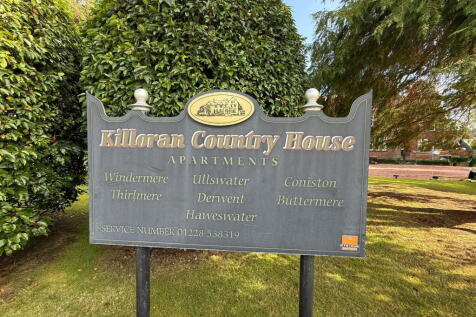 Killoran Country House
APARTMENTS
Windermere Ullswater Coniston
Thirlmere Derwent Buttermere
Haweswater
SERVICE NUMBER 01228 538319